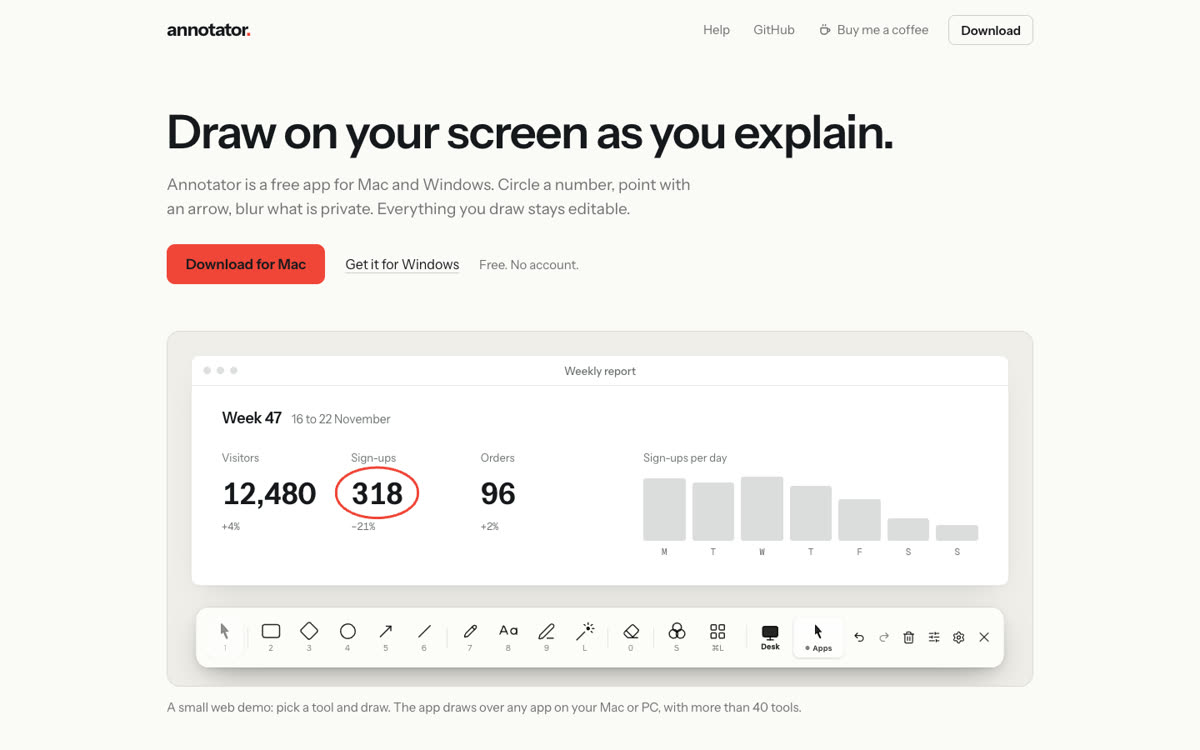 annotator.
Help
GitHub
Buy me a coffee
Download
Draw on your screen as you explain.
Annotator is a free app for Mac and Windows. Circle a number, point with
an arrow, blur what is private. Everything you draw stays editable.
Download for Mac
Get it for Windows
Free. No account.
Weekly report
Week 47 16 to 22 November
Visitors
12,480
+4%
Sign-ups
318
−21%
Orders
96
+2%
Sign-ups per day
M T W T F S S
1 2 3 4 5 6 7 Aa 8 9 L 0 S ⌘L
Desk
Apps
A small web demo: pick a tool and draw. The app draws over any app on your Mac or PC, with more than 40 tools.